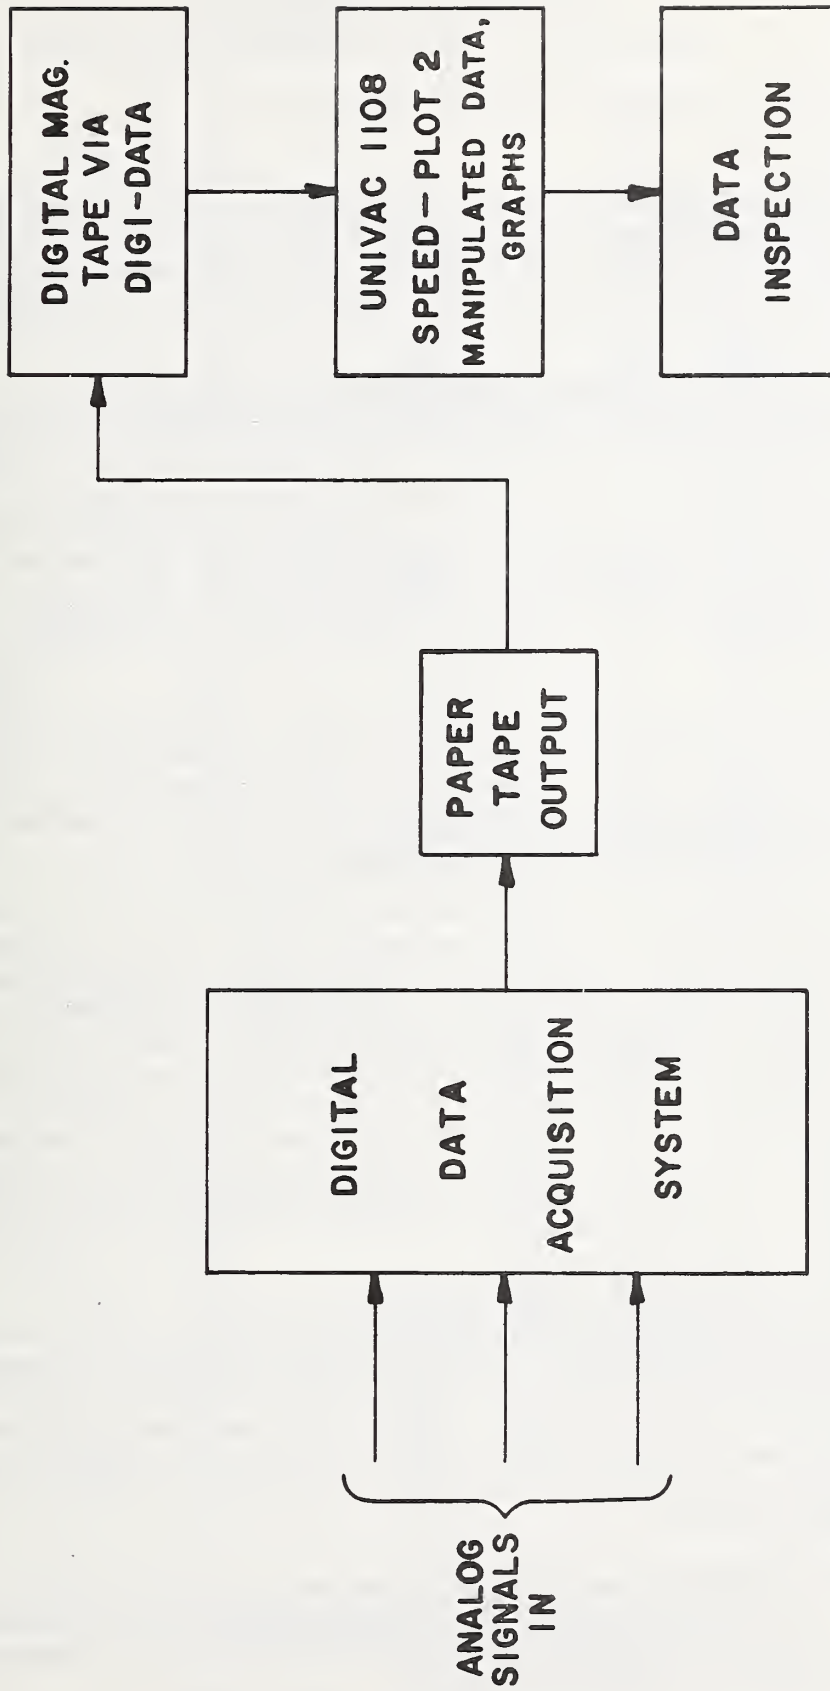 ANALOG
SIGNALS
IN
DIGITAL
DATA
ACQUISITION
SYSTEM
PAPER
TAPE
OUTPUT
DIGITAL MAG.
TAPE VIA
DIGI-DATA
UNIVAC 1108
SPEED-PLOT 2
MANIPULATED DATA,
GRAPHS
DATA
INSPECTION